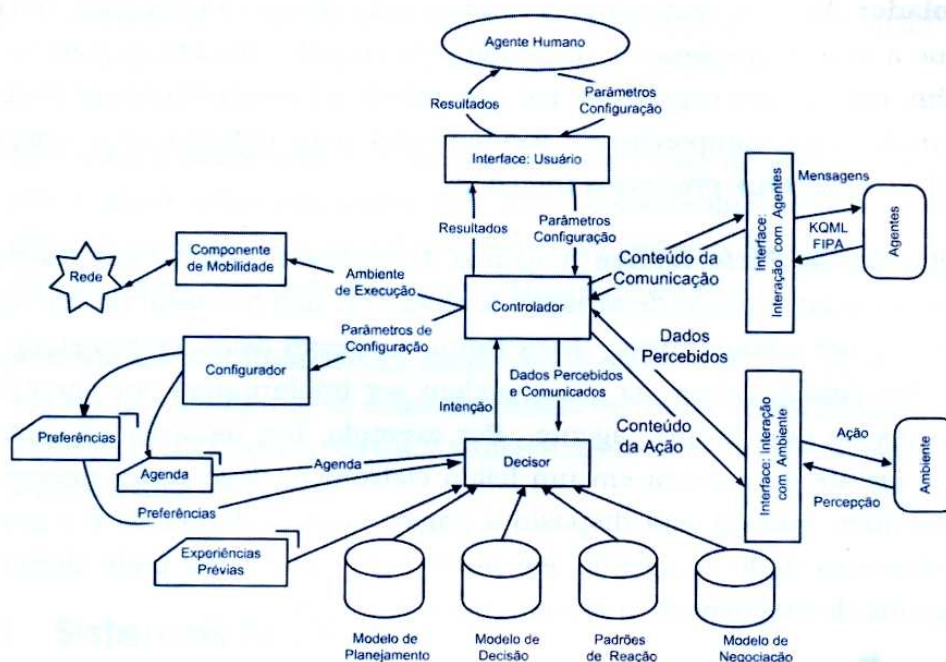 Agente Humano
Resultados
Parâmetros
Configuração
Interface: Usuário
Resultados
Parâmetros
Configuração
Rede
Componente
de Mobilidade
Ambiente
de Execução
Controlador
Conteúdo da
Comunicação
Interface:
Interação com Agentes
Mensagens
KQML
FIPA
Agentes
Parâmetros de
Configuração
Configurador
Intenção
Dados Percebidos
e Comunicados
Dados
Percebidos
Conteúdo
da Ação
Interface: Interação
com Ambiente
Ação
Percepção
Ambiente
Preferências
Agenda
Agenda
Preferências
Decisor
Experiências
Prévias
Modelo de
Planejamento
Modelo de
Decisão
Padrões
de Reação
Modelo de
Negociação